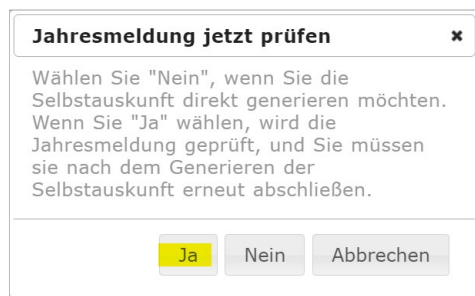 Jahresmeldung jetzt prüfen
Wählen Sie "Nein", wenn Sie die
Selbstauskunft direkt generieren möchten.
Wenn Sie "Ja" wählen, wird die
Jahresmeldung geprüft, und Sie müssen
sie nach dem Generieren der
Selbstauskunft erneut abschließen.
Ja Nein Abbrechen